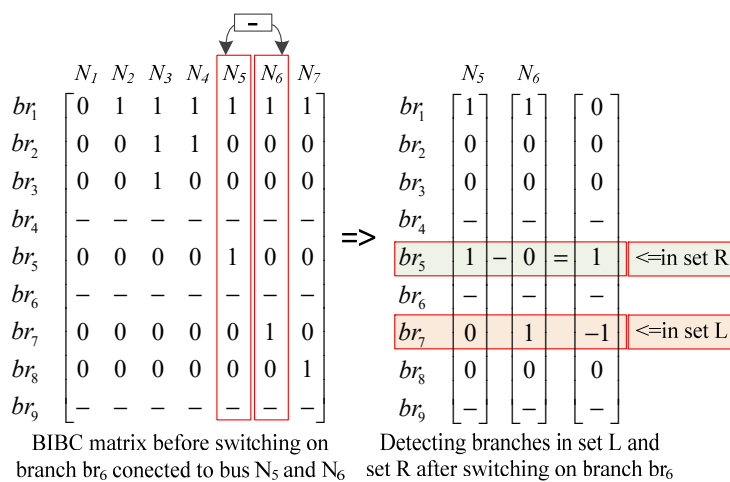 -
N1 N2 N3 N4 N5 N6 N7 N5 N6
br1 0 1 1 1 1 1 1 br1 1 1 0
br2 0 0 1 1 0 0 0 br2 0 0 0
br3 0 0 1 0 0 0 0 br3 0 0 0
br4 – – – – – – – br4 – – –
=>
br5 0 0 0 0 1 0 0 br5 1 – 0 = 1 <=in set R
br6 – – – – – – – br6 – – –
br7 0 0 0 0 0 1 0 br7 0 1 –1 <=in set L
br8 0 0 0 0 0 0 1 br8 0 0 0
br9 – – – – – – – br9 – – –
BIBC matrix before switching on
branch br6 conected to bus N5 and N6
Detecting branches in set L and
set R after switching on branch br6